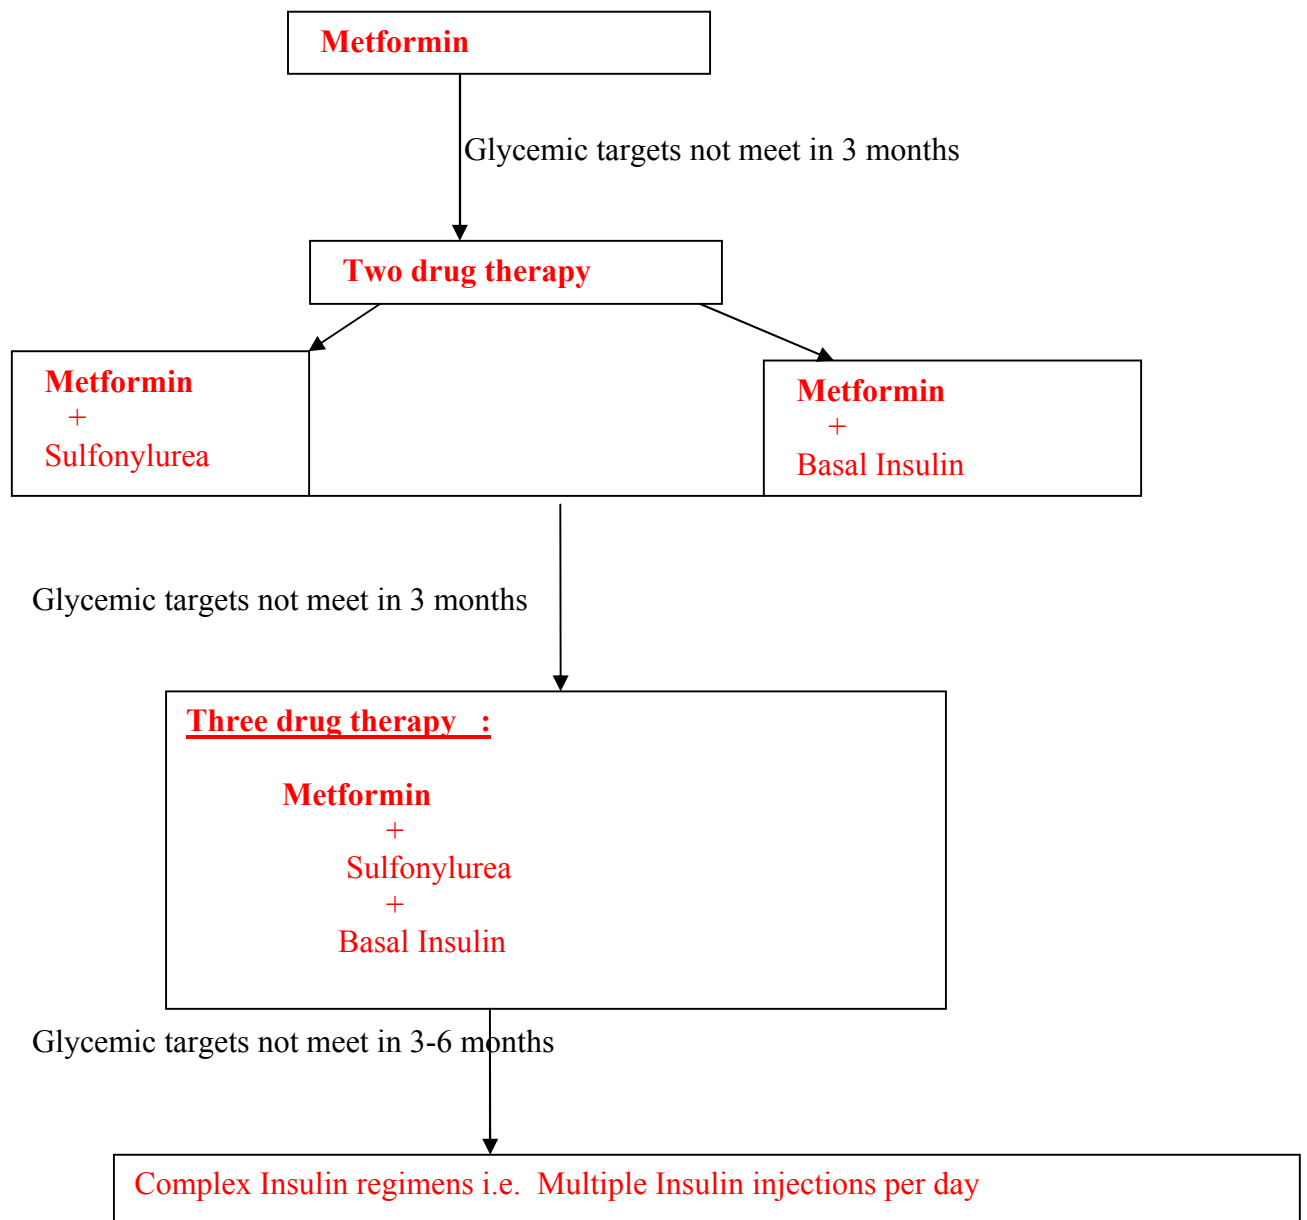 Metformin
Glycemic targets not meet in 3 months
Two drug therapy
Metformin
+
Sulfonylurea
Metformin
+
Basal Insulin
Glycemic targets not meet in 3 months
Three drug therapy :
Metformin
+
Sulfonylurea
+
Basal Insulin
Glycemic targets not meet in 3-6 months
Complex Insulin regimens i.e. Multiple Insulin injections per day